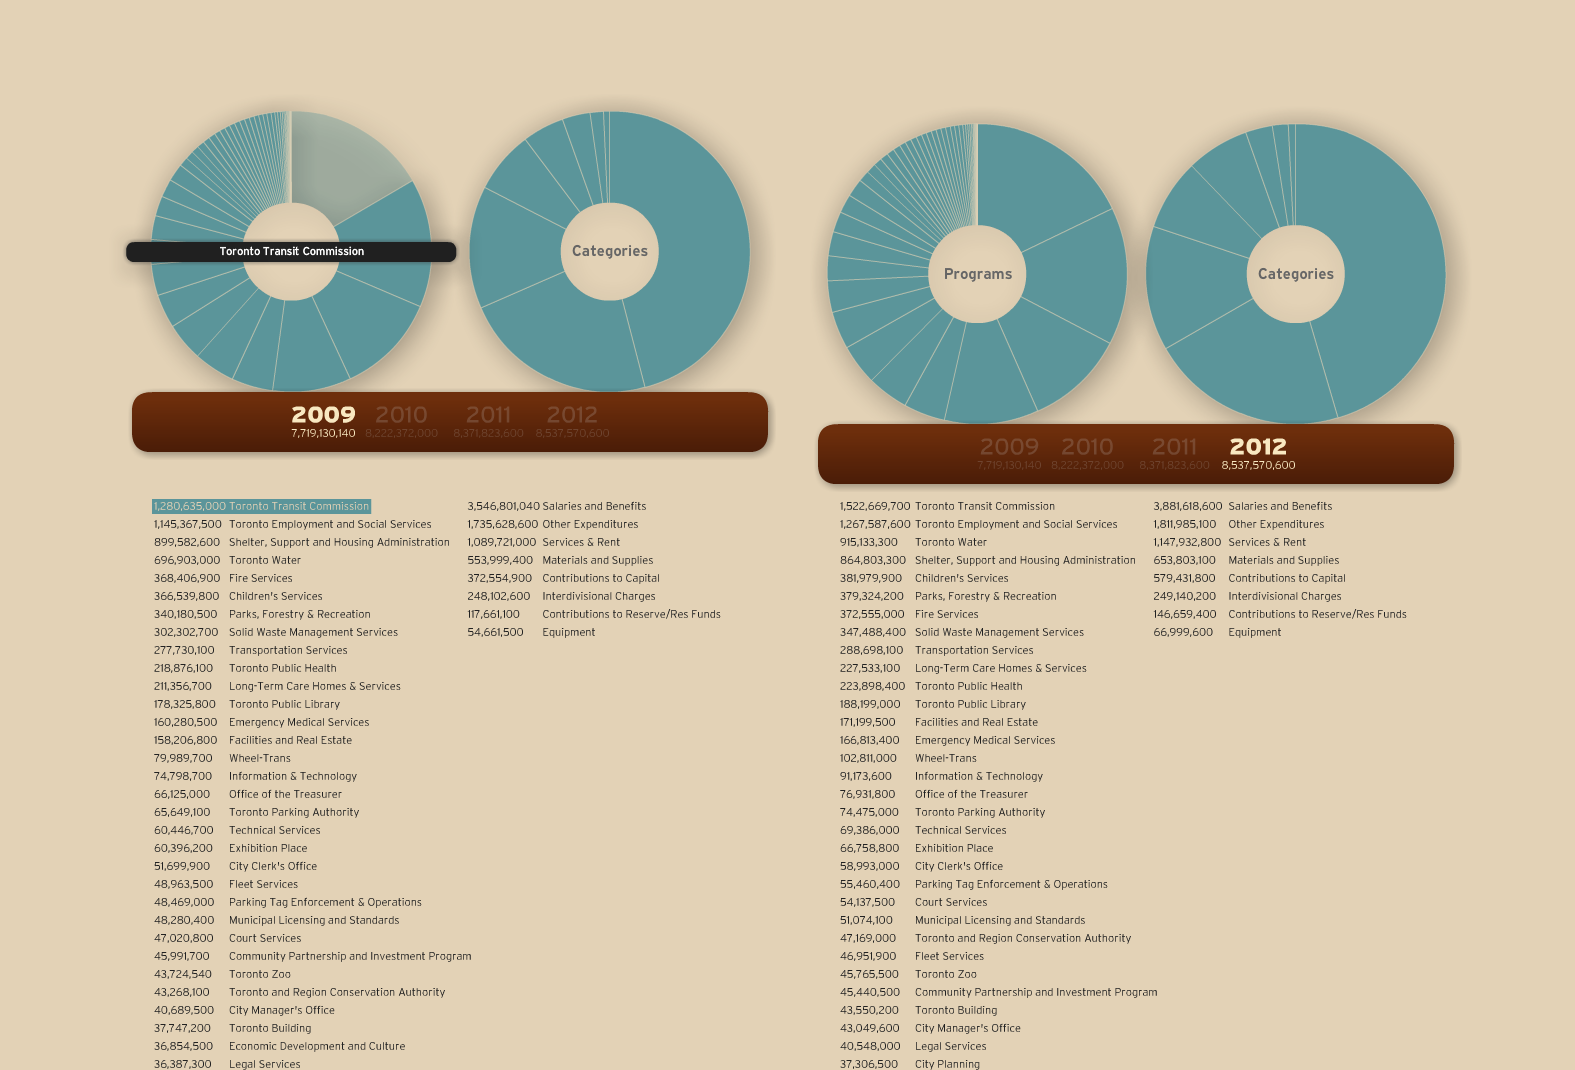 Toronto Transit Commission
Categories
2009 2010 2011 2012
7,719,130,140 8,222,372,000 8,371,823,600 8,537,570,600
1,280,635,000 Toronto Transit Commission
1,145,367,500 Toronto Employment and Social Services
899,582,600 Shelter, Support and Housing Administration
696,903,000 Toronto Water
368,406,900 Fire Services
366,539,800 Children's Services
340,180,500 Parks, Forestry & Recreation
302,302,700 Solid Waste Management Services
277,730,100 Transportation Services
218,876,100 Toronto Public Health
211,356,700 Long-Term Care Homes & Services
178,325,800 Toronto Public Library
160,280,500 Emergency Medical Services
158,206,800 Facilities and Real Estate
79,989,700 Wheel-Trans
74,798,700 Information & Technology
66,125,000 Office of the Treasurer
65,649,100 Toronto Parking Authority
60,446,700 Technical Services
60,396,200 Exhibition Place
51,699,900 City Clerk's Office
48,963,500 Fleet Services
48,469,000 Parking Tag Enforcement & Operations
48,280,400 Municipal Licensing and Standards
47,020,800 Court Services
45,991,700 Community Partnership and Investment Program
43,724,540 Toronto Zoo
43,268,100 Toronto and Region Conservation Authority
40,689,500 City Manager's Office
37,747,200 Toronto Building
36,854,500 Economic Development and Culture
36,387,300 Legal Services
3,546,801,040 Salaries and Benefits
1,735,628,600 Other Expenditures
1,089,721,000 Services & Rent
553,999,400 Materials and Supplies
372,554,900 Contributions to Capital
248,102,600 Interdivisional Charges
117,661,100 Contributions to Reserve/Res Funds
54,661,500 Equipment
Programs
Categories
2009 2010 2011 2012
7,719,130,140 8,222,372,000 8,371,823,600 8,537,570,600
1,522,669,700 Toronto Transit Commission
1,267,587,600 Toronto Employment and Social Services
915,133,300 Toronto Water
864,803,300 Shelter, Support and Housing Administration
381,979,900 Children's Services
379,324,200 Parks, Forestry & Recreation
372,555,000 Fire Services
347,488,400 Solid Waste Management Services
288,698,100 Transportation Services
227,533,100 Long-Term Care Homes & Services
223,898,400 Toronto Public Health
188,199,000 Toronto Public Library
171,199,500 Facilities and Real Estate
166,813,400 Emergency Medical Services
102,811,000 Wheel-Trans
91,173,600 Information & Technology
76,931,800 Office of the Treasurer
74,475,000 Toronto Parking Authority
69,386,000 Technical Services
66,758,800 Exhibition Place
58,993,000 City Clerk's Office
55,460,400 Parking Tag Enforcement & Operations
54,137,500 Court Services
51,074,100 Municipal Licensing and Standards
47,169,000 Toronto and Region Conservation Authority
46,951,900 Fleet Services
45,765,500 Toronto Zoo
45,440,500 Community Partnership and Investment Program
43,550,200 Toronto Building
43,049,600 City Manager's Office
40,548,000 Legal Services
37,306,500 City Planning
3,881,618,600 Salaries and Benefits
1,811,985,100 Other Expenditures
1,147,932,800 Services & Rent
653,803,100 Materials and Supplies
579,431,800 Contributions to Capital
249,140,200 Interdivisional Charges
146,659,400 Contributions to Reserve/Res Funds
66,999,600 Equipment